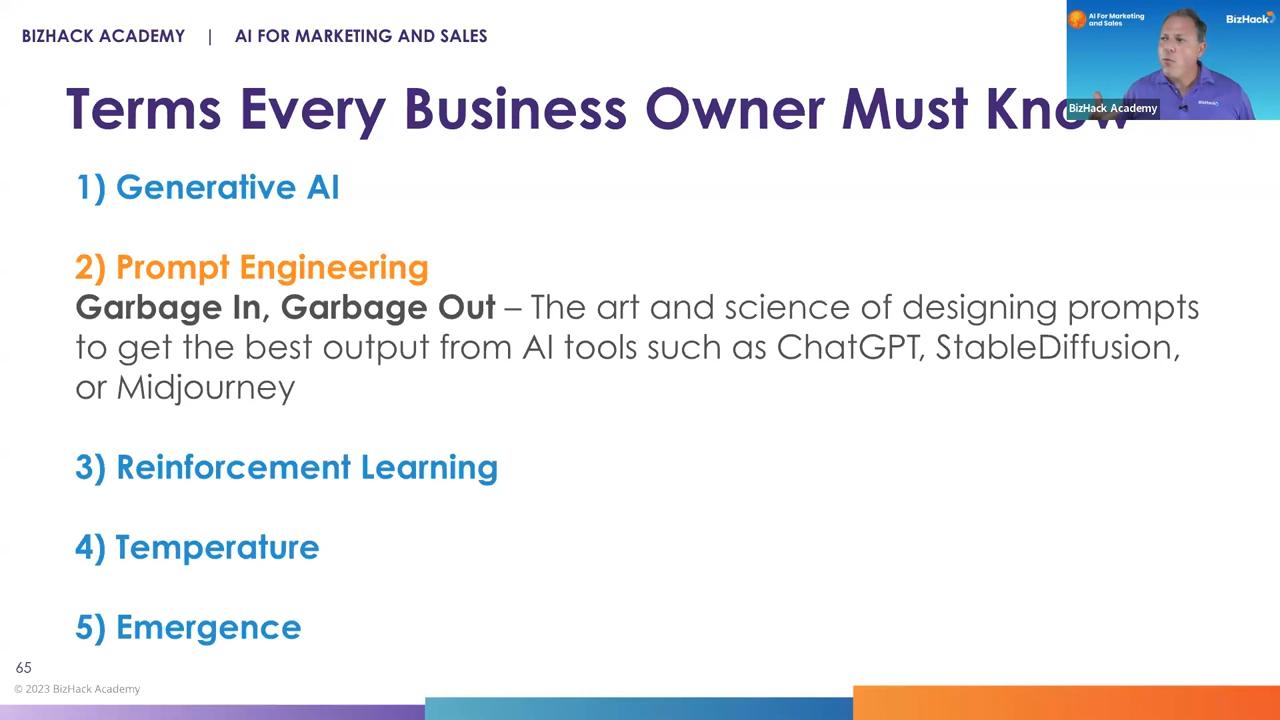 BIZHACK ACADEMY | AI FOR MARKETING AND SALES
AI For Marketing
and Sales
BizHack
Terms Every Business Owner Must Know
BizHack
BizHack Academy
1) Generative AI
2) Prompt Engineering
Garbage In, Garbage Out – The art and science of designing prompts
to get the best output from AI tools such as ChatGPT, StableDiffusion,
or Midjourney
3) Reinforcement Learning
4) Temperature
5) Emergence
65
© 2023 BizHack Academy